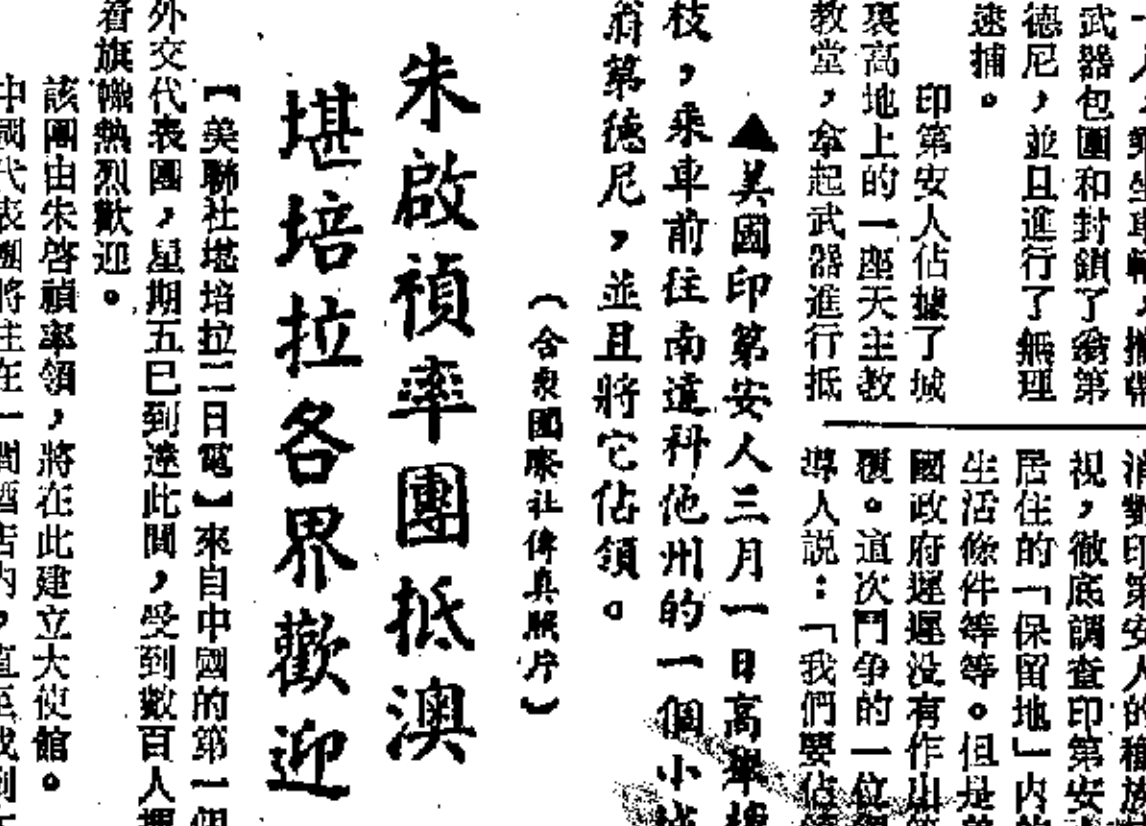 武器包圍和封鎖了翁第
德尼,並且進行了無理
逮捕。
印第安人佔據了城
裏高地上的一座天主教
教堂,拿起武器進行抵
對印第安人的種族
視,徹底調查印第安
居住的「保留地」内的
生活條件等等。但是美
國政府遲遲没有作出
覆。這次鬥争的一位
導人説:「我們要佔領
▲美國印第安人三月一日高舉槍
枝,乘車前往南達科他州的一個小城
翁第德尼,並且將它佔領。
(合衆國際社傳真照片)
朱啟禎率團抵澳
堪培拉各界歡迎
【美聯社堪培拉二日電】來自中國的第一個
外交代表團,星期五已到達此間,受到數百人揮
着旗幟熱烈歡迎。
該團由朱啓禎率領,將在此建立大使館。
中國代表團將住在一間酒店内,直至找到